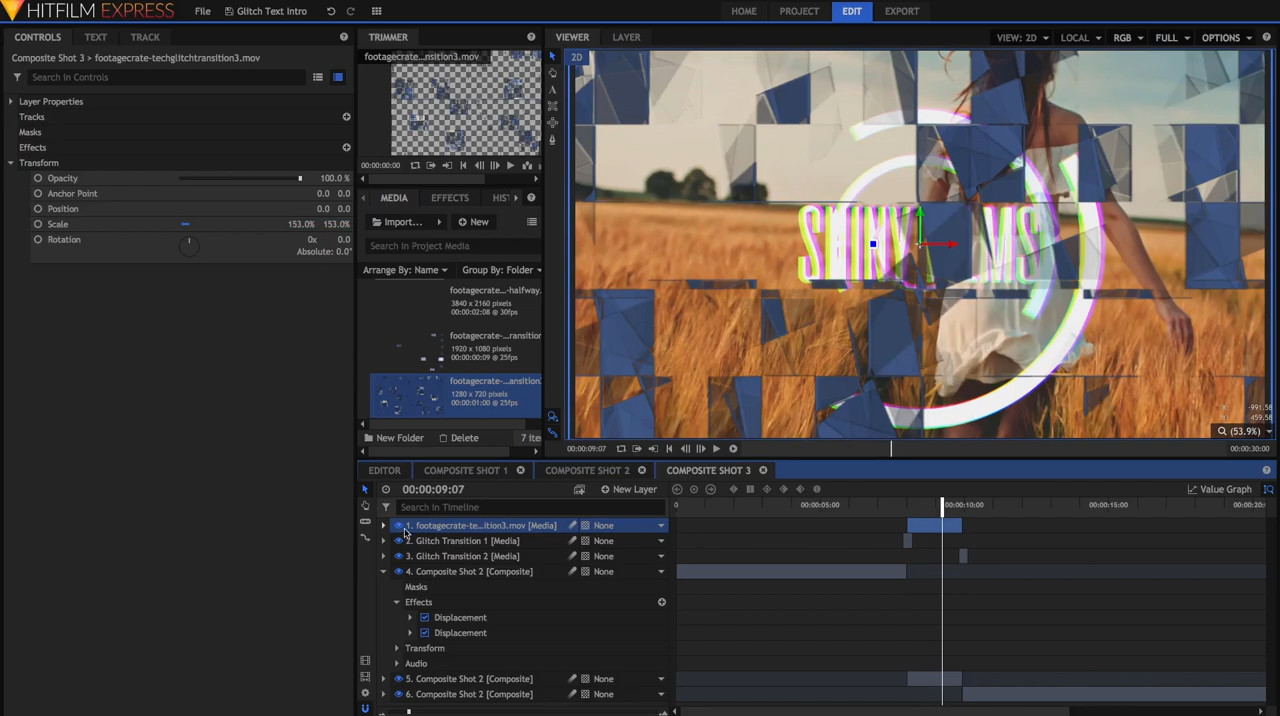 HITFILM EXPRESS
File
Glitch Text Intro
HOME
PROJECT
EDIT
EXPORT
CONTROLS
TEXT
TRACK
Composite Shot 3 > footagecrate-techglitchtransition3.mov
Search In Controls
Layer Properties
Tracks
Masks
Effects
Transform
Opacity 100.0 %
Anchor Point 0.0 0.0
Position 0.0 0.0
Scale 153.0% 153.0%
Rotation 0x 0.0
Absolute: 0.0°
TRIMMER
footagecrate...nsition3.mov
00:00:00:00
MEDIA
EFFECTS
HIST
Import...
New
Search In Project Media
Arrange By: Name
Group By: Folder
footagecrate...-halfway.
3840 x 2160 pixels
00:00:02:08 @ 30fps
footagecrate-...ransition
1920 x 1080 pixels
00:00:00:09 @ 25fps
footagecrate-...ansition
1280 x 720 pixels
00:00:01:00 @ 25fps
New Folder
Delete
7 ite
VIEWER
LAYER
VIEW: 2D
LOCAL
RGB
FULL
OPTIONS
2D
SHINY
MS
X: -991.58
Y: 459.58
(53.9%)
00:00:09:07
00:00:30:00
EDITOR
COMPOSITE SHOT 1
COMPOSITE SHOT 2
COMPOSITE SHOT 3
00:00:09:07
New Layer
Value Graph
Search In Timeline
0
00:00:05:00
00:00:10:00
00:00:15:00
00:00:20:0
1. footagecrate-te...ition3.mov [Media] None
2. Glitch Transition 1 [Media] None
3. Glitch Transition 2 [Media] None
4. Composite Shot 2 [Composite] None
Masks
Effects
Displacement
Displacement
Transform
Audio
5. Composite Shot 2 [Composite] None
6. Composite Shot 2 [Composite] None